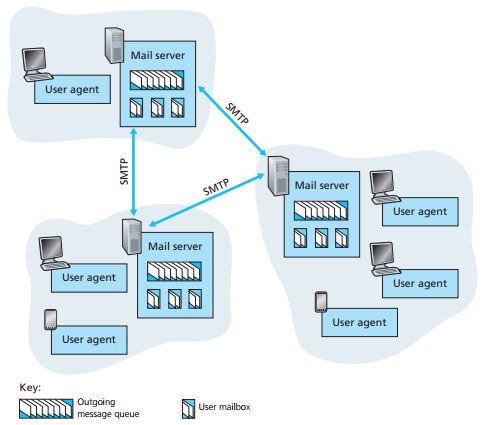 Mail server
User agent
SMTP
SMTP
SMTP
Mail server
User agent
User agent
User agent
Mail server
User agent
User agent
Key:
Outgoing
message queue
User mailbox